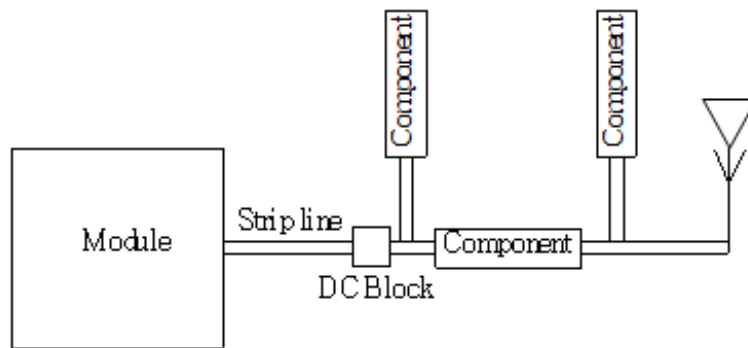 Component
Component
Strip line
Module
Component
DC Block